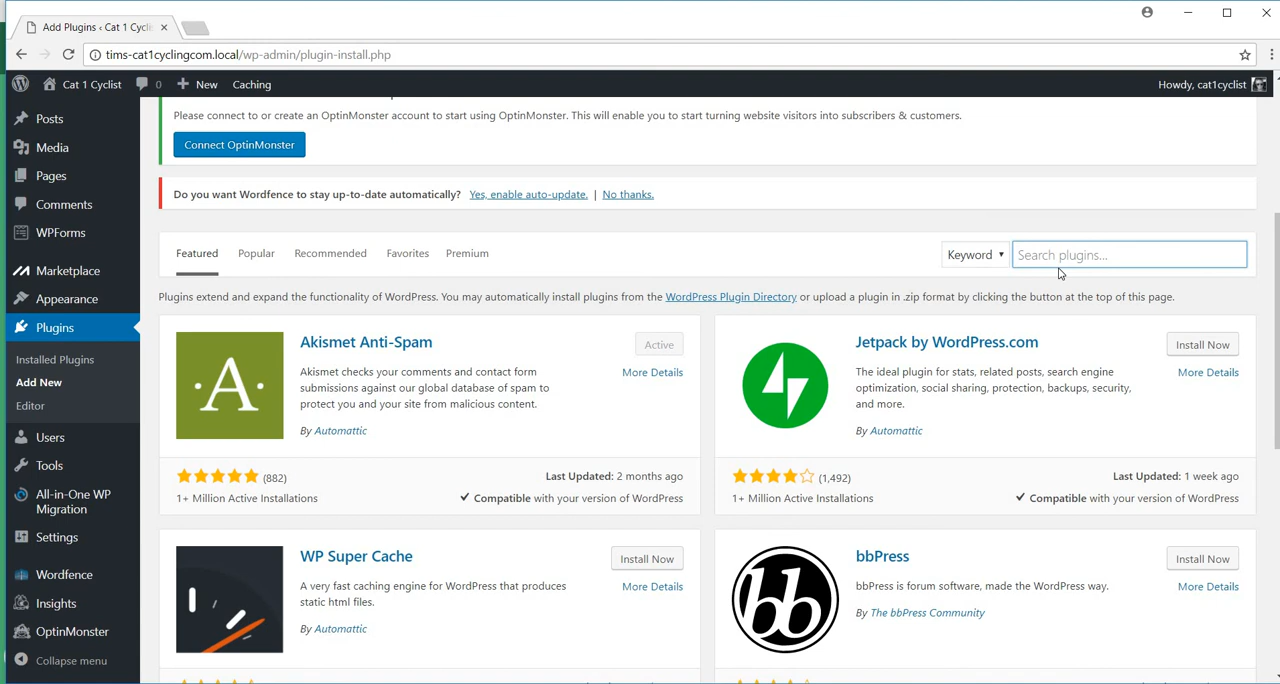 Add Plugins ‹ Cat 1 Cycli
tims-cat1cyclingcom.local/wp-admin/plugin-install.php
Cat 1 Cyclist 0 New Caching Howdy, cat1cyclist
Posts
Media
Pages
Comments
WPForms
Marketplace
Appearance
Plugins
Installed Plugins
Add New
Editor
Users
Tools
All-in-One WP
Migration
Settings
Wordfence
Insights
OptinMonster
Collapse menu
Please connect to or create an OptinMonster account to start using OptinMonster. This will enable you to start turning website visitors into subscribers & customers.
Connect OptinMonster
Do you want Wordfence to stay up-to-date automatically? Yes, enable auto-update. | No thanks.
Featured Popular Recommended Favorites Premium Keyword Search plugins...
Plugins extend and expand the functionality of WordPress. You may automatically install plugins from the WordPress Plugin Directory or upload a plugin in .zip format by clicking the button at the top of this page.
·A·
Akismet Anti-Spam
Active
More Details
Akismet checks your comments and contact form
submissions against our global database of spam to
protect you and your site from malicious content.
By Automattic
(882)
Last Updated: 2 months ago
1+ Million Active Installations
Compatible with your version of WordPress
Jetpack by WordPress.com
Install Now
More Details
The ideal plugin for stats, related posts, search engine
optimization, social sharing, protection, backups, security,
and more.
By Automattic
(1,492)
Last Updated: 1 week ago
1+ Million Active Installations
Compatible with your version of WordPress
WP Super Cache
Install Now
More Details
A very fast caching engine for WordPress that produces
static html files.
By Automattic
bb
bbPress
Install Now
More Details
bbPress is forum software, made the WordPress way.
By The bbPress Community